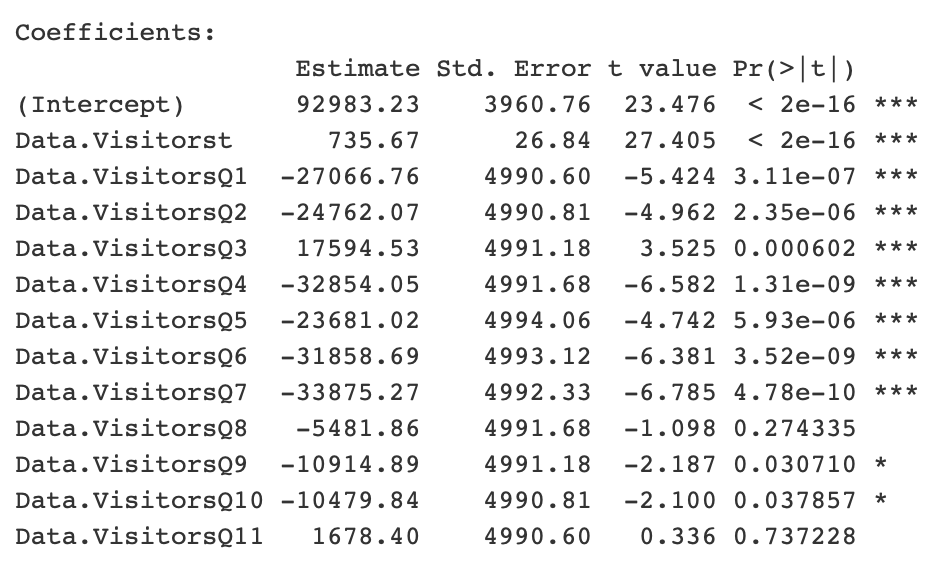 Coefficients:
Estimate Std. Error t value Pr(>|t|)
(Intercept) 92983.23 3960.76 23.476 < 2e-16 ***
Data.Visitorst 735.67 26.84 27.405 < 2e-16 ***
Data.VisitorsQ1 -27066.76 4990.60 -5.424 3.11e-07 ***
Data.VisitorsQ2 -24762.07 4990.81 -4.962 2.35e-06 ***
Data.VisitorsQ3 17594.53 4991.18 3.525 0.000602 ***
Data.VisitorsQ4 -32854.05 4991.68 -6.582 1.31e-09 ***
Data.VisitorsQ5 -23681.02 4994.06 -4.742 5.93e-06 ***
Data.VisitorsQ6 -31858.69 4993.12 -6.381 3.52e-09 ***
Data.VisitorsQ7 -33875.27 4992.33 -6.785 4.78e-10 ***
Data.VisitorsQ8 -5481.86 4991.68 -1.098 0.274335
Data.VisitorsQ9 -10914.89 4991.18 -2.187 0.030710 *
Data.VisitorsQ10 -10479.84 4990.81 -2.100 0.037857 *
Data.VisitorsQ11 1678.40 4990.60 0.336 0.737228